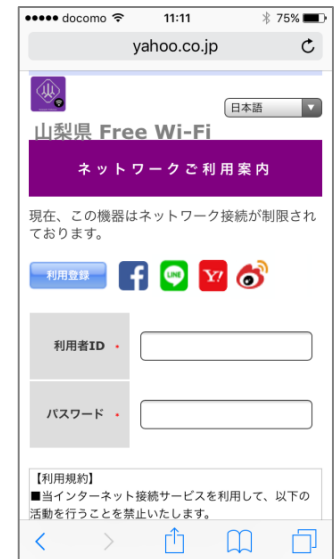 docomo 11:11 75%
yahoo.co.jp
日本語
山梨県 Free Wi-Fi
ネットワークご利用案内
現在、この機器はネットワーク接続が制限され
ております。
利用登録 f LINE Y!
利用者ID
パスワード
【利用規約】
■当インターネット接続サービスを利用して、以下の
活動を行うことを禁止いたします。